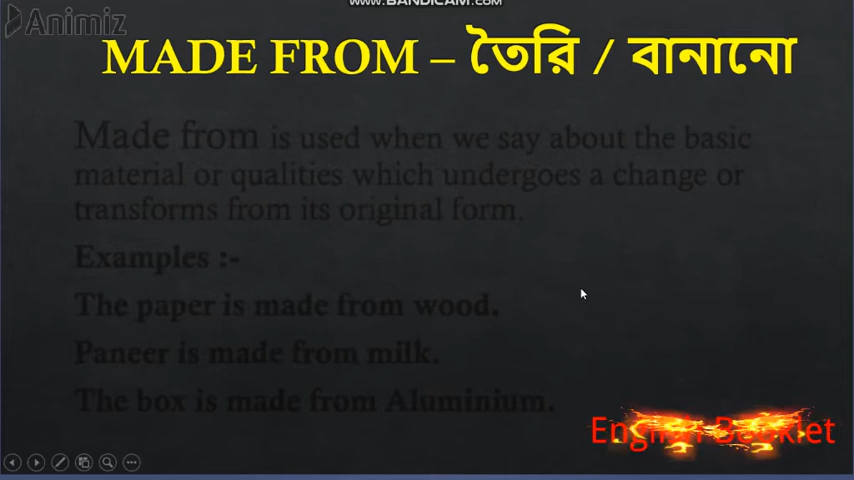 WWW.BANDICAM.COM
Animiz
MADE FROM – তৈরি / বানানো
Made from is used when we say about the basic
material or qualities which undergoes a change or
transforms from its original form.
Examples :-
The paper is made from wood.
Paneer is made from milk.
The box is made from Aluminium.
English Booklet